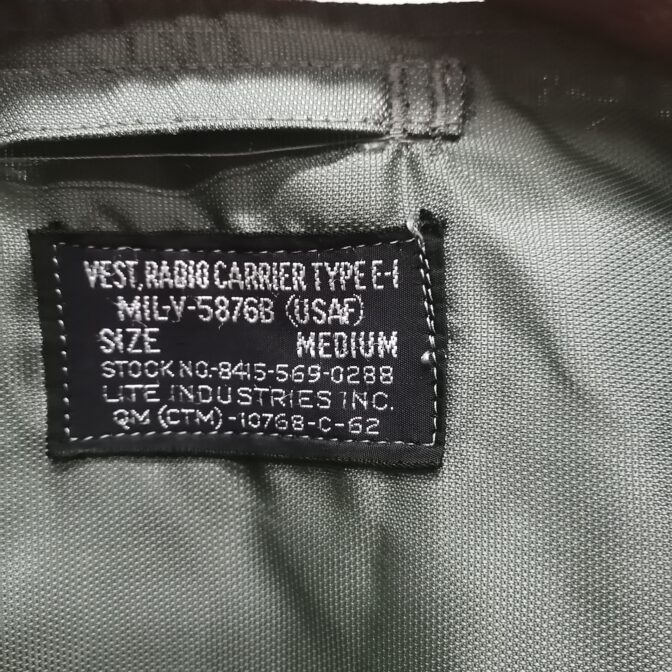 VEST, RADIO CARRIER TYPE E-1
MIL-V-5876B (USAF)
SIZE MEDIUM
STOCK NO.-8415-569-0288
LITE INDUSTRIES INC.
QM (CTM)-10768-C-62